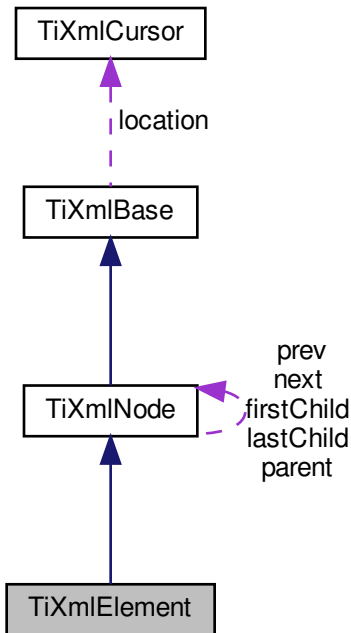 TiXmlCursor
location
TiXmlBase
prev
next
firstChild
lastChild
parent
TiXmlNode
TiXmlElement